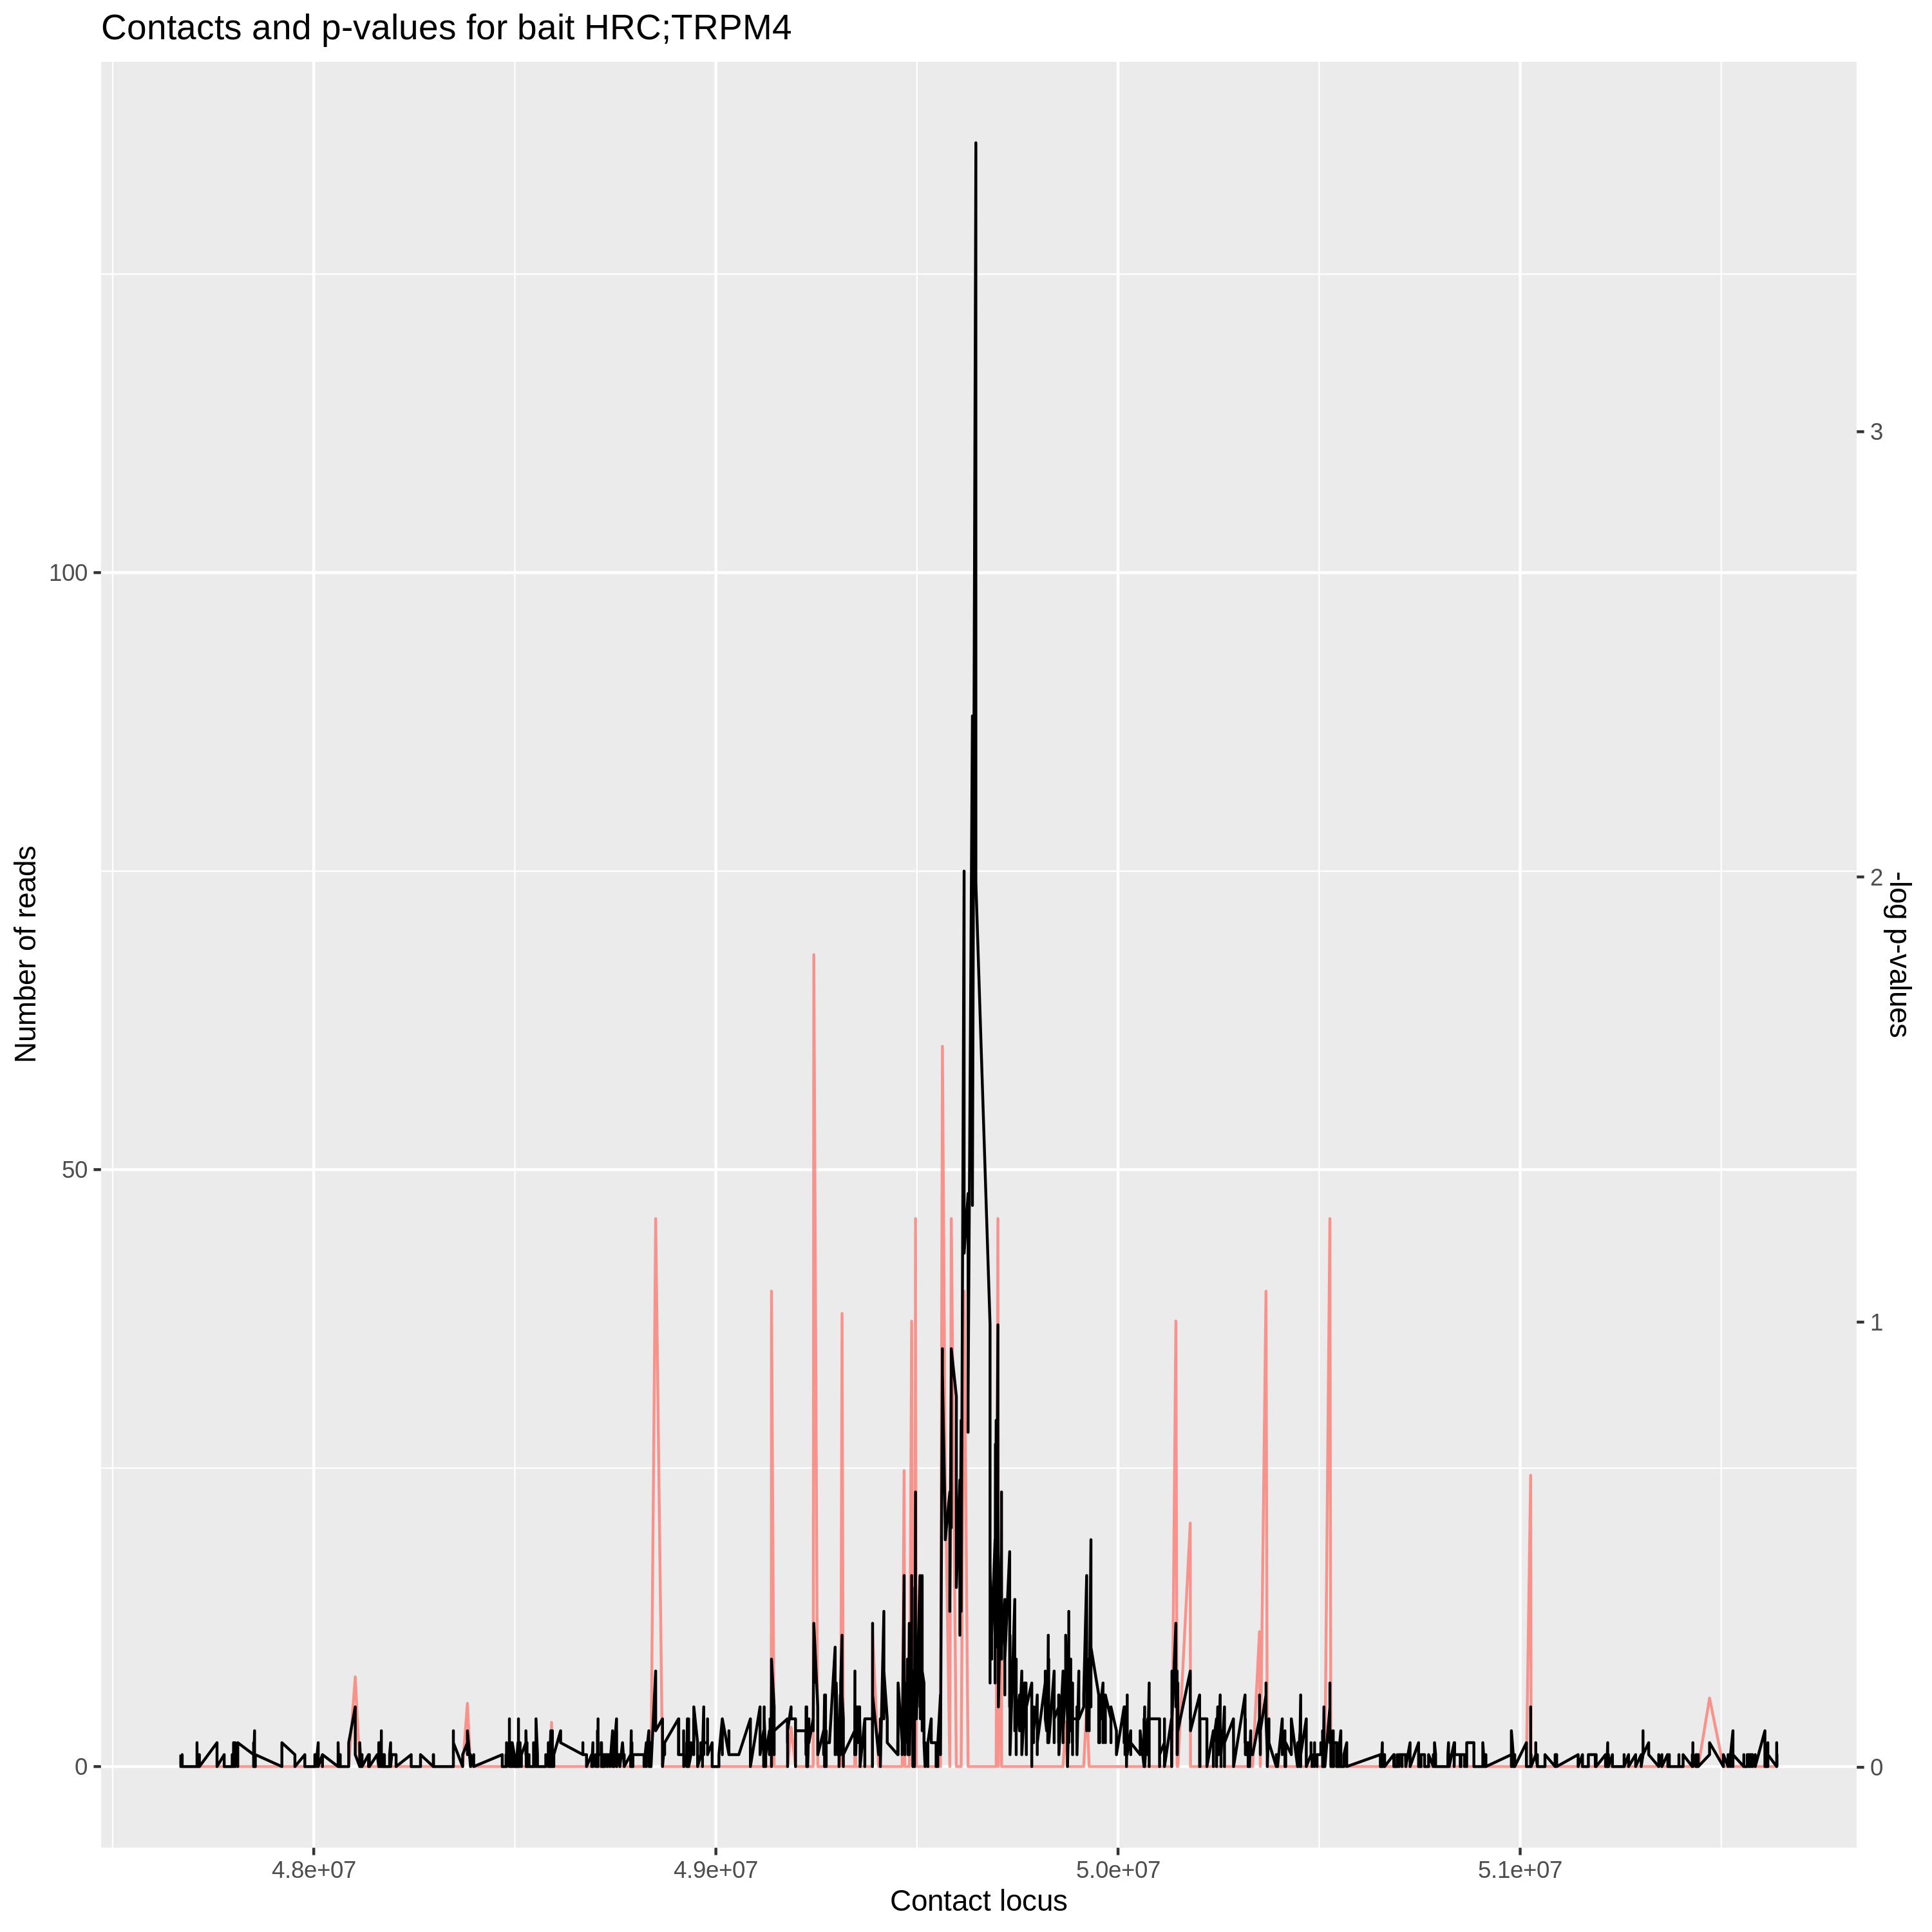 Contacts and p-values for bait HRC;TRPM4
Number of reads
100
50
0
3
2
1
0
-log p-values
4.8e+07
4.9e+07
5.0e+07
5.1e+07
Contact locus